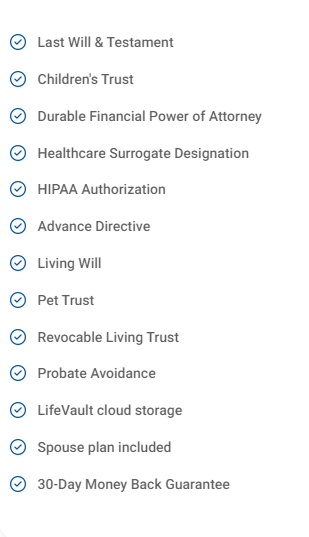 Last Will & Testament
Children's Trust
Durable Financial Power of Attorney
Healthcare Surrogate Designation
HIPAA Authorization
Advance Directive
Living Will
Pet Trust
Revocable Living Trust
Probate Avoidance
LifeVault cloud storage
Spouse plan included
30-Day Money Back Guarantee